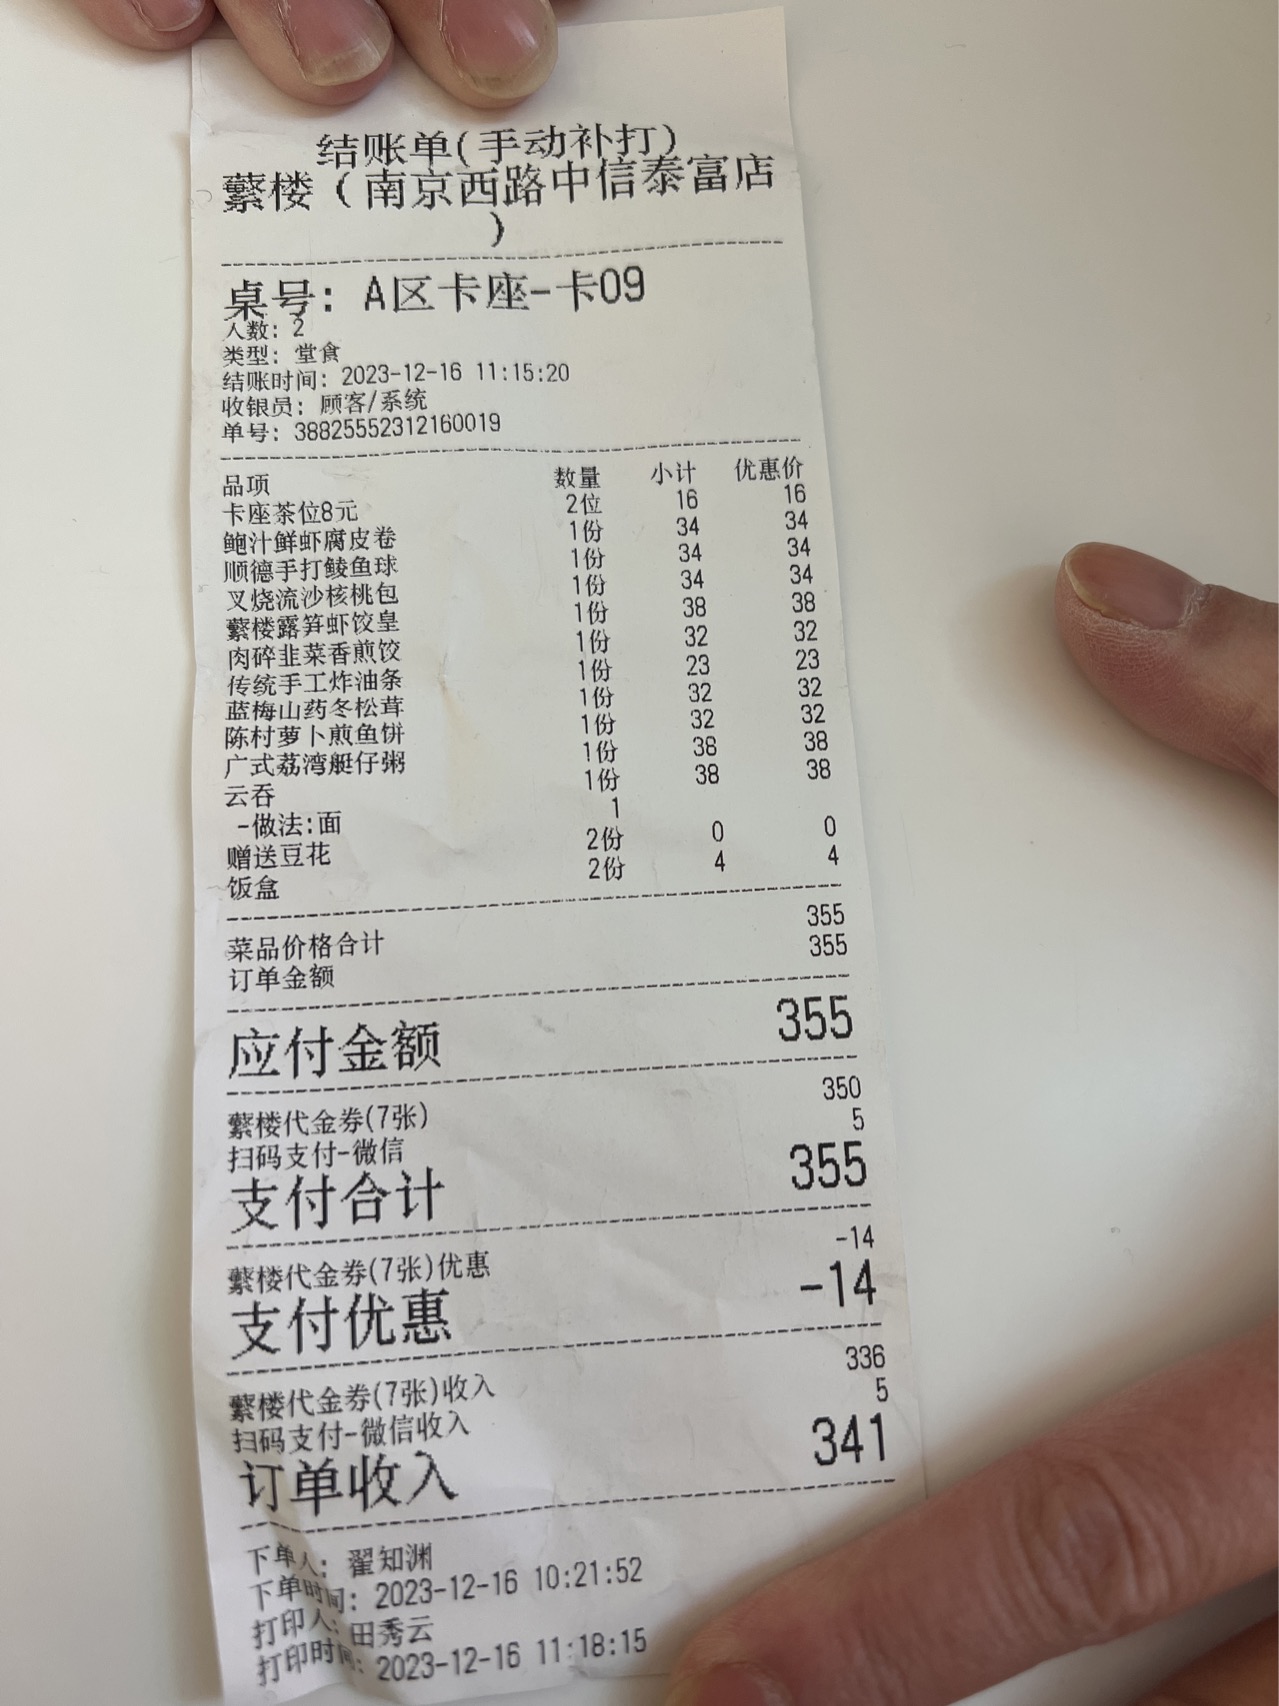 结账单(手动补打)
蘩楼（南京西路中信泰富店
）
桌号: A区卡座-卡09
人数: 2
类型: 堂食
结账时间: 2023-12-16 11:15:20
收银员: 顾客/系统
单号: 38825552312160019
品项 数量 小计 优惠价
卡座茶位8元 2位 16 16
鲍汁鲜虾腐皮卷 1份 34 34
顺德手打鲮鱼球 1份 34 34
叉烧流沙核桃包 1份 34 34
蘩楼露笋虾饺皇 1份 38 38
肉碎韭菜香煎饺 1份 32 32
传统手工炸油条 1份 23 23
蓝梅山药冬松茸 1份 32 32
陈村萝卜煎鱼饼 1份 32 32
广式荔湾艇仔粥 1份 38 38
云吞 1份 38 38
-做法:面 1
赠送豆花 2份 0 0
饭盒 2份 4 4
菜品价格合计 355
订单金额 355
应付金额 355
蘩楼代金券(7张) 350
扫码支付-微信 5
支付合计 355
蘩楼代金券(7张)优惠 -14
支付优惠 -14
蘩楼代金券(7张)收入 336
扫码支付-微信收入 5
订单收入 341
下单人: 翟知渊
下单时间: 2023-12-16 10:21:52
打印人: 田秀云
打印时间: 2023-12-16 11:18:15